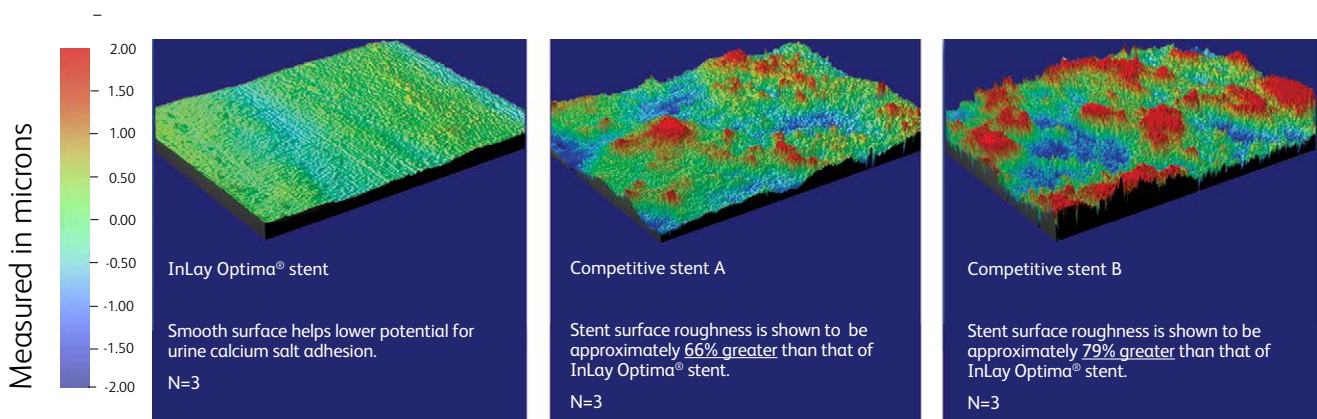 Measured in microns
2.00
1.50
1.00
0.50
0.00
-0.50
-1.00
-1.50
-2.00
InLay Optima® stent
Smooth surface helps lower potential for
urine calcium salt adhesion.
N=3
Competitive stent A
Stent surface roughness is shown to be
approximately 66% greater than that of
InLay Optima® stent.
N=3
Competitive stent B
Stent surface roughness is shown to be
approximately 79% greater than that of
InLay Optima® stent.
N=3